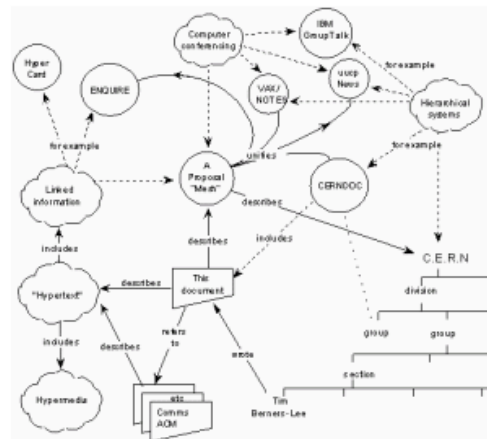 Computer
conferencing
IBM
GroupTalk
Hyper
Card
ENQUIRE
VAX/
NOTES
uucp
News
for example
Hierarchical
systems
for example
unifies
for example
Linked
information
A
Proposal
"Mesh"
CERNDOC
describes
includes
describes
includes
C.E.R.N
This
document
describes
division
"Hypertext"
refers
to
group
group
includes
describes
wrote
section
Hypermedia
etc
Comms
ACM
Tim
Berners-Lee